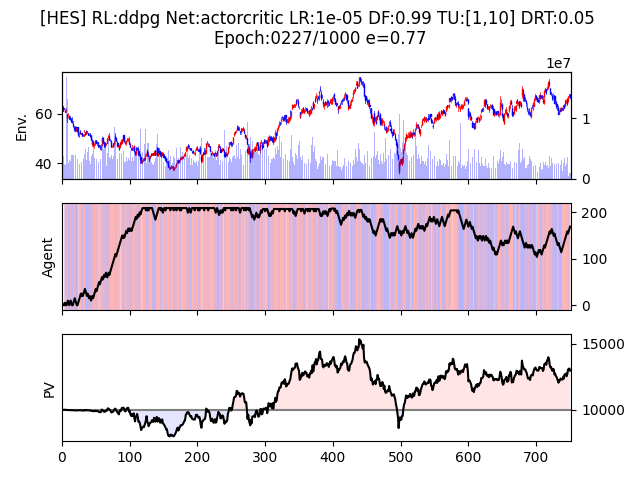 [HES] RL:ddpg Net:actorcritic LR:1e-05 DF:0.99 TU:[1,10] DRT:0.05
Epoch:0227/1000 e=0.77
1e7
Env.
60
40
1
0
Agent
200
100
0
PV
15000
10000
0 100 200 300 400 500 600 700